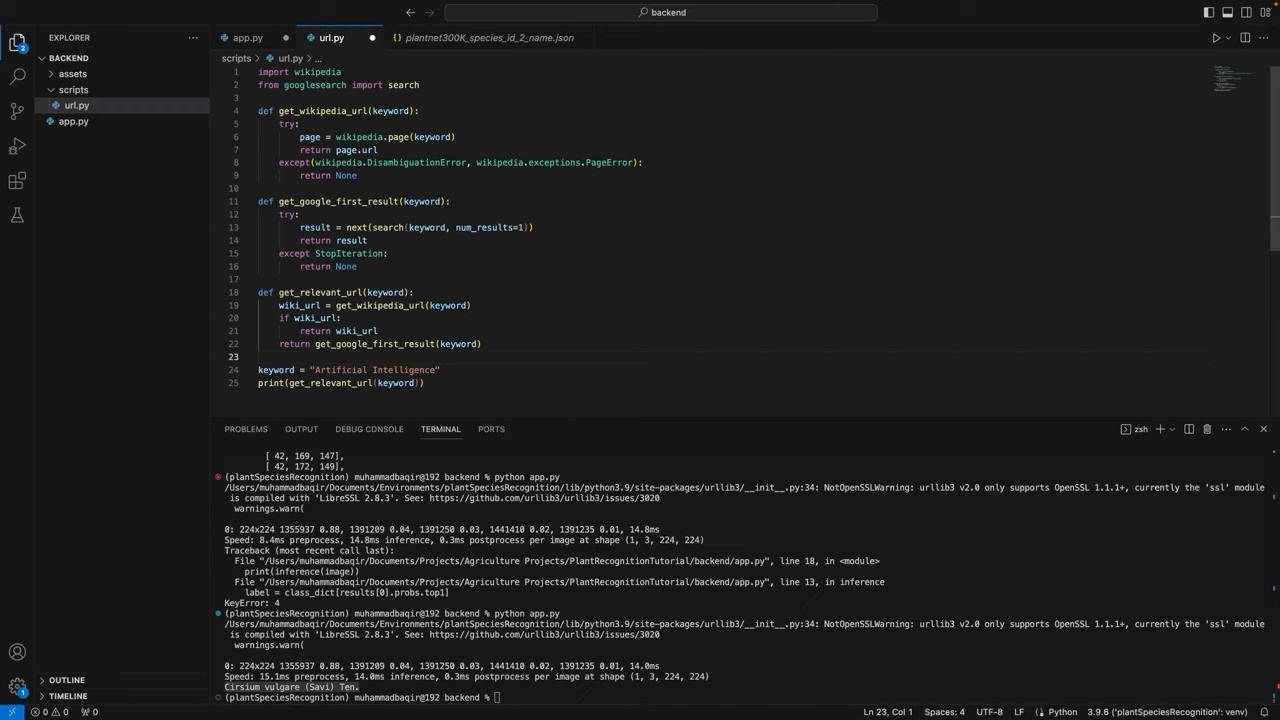 backend
EXPLORER
app.py
url.py
plantnet300K_species_id_2_name.json
BACKEND
assets
scripts
url.py
app.py
scripts > url.py > ...
1 import wikipedia
2 from googlesearch import search
3
4 def get_wikipedia_url(keyword):
5 try:
6 page = wikipedia.page(keyword)
7 return page.url
8 except(wikipedia.DisambiguationError, wikipedia.exceptions.PageError):
9 return None
10
11 def get_google_first_result(keyword):
12 try:
13 result = next(search(keyword, num_results=1))
14 return result
15 except StopIteration:
16 return None
17
18 def get_relevant_url(keyword):
19 wiki_url = get_wikipedia_url(keyword)
20 if wiki_url:
21 return wiki_url
22 return get_google_first_result(keyword)
23
24 keyword = "Artificial Intelligence"
25 print(get_relevant_url(keyword))
PROBLEMS OUTPUT DEBUG CONSOLE TERMINAL PORTS
zsh
[ 42, 169, 147],
[ 42, 172, 149],
(plantSpeciesRecognition) muhammadbaqir@192 backend % python app.py
/Users/muhammadbaqir/Documents/Environments/plantSpeciesRecognition/lib/python3.9/site-packages/urllib3/__init__.py:34: NotOpenSSLWarning: urllib3 v2.0 only supports OpenSSL 1.1.1+, currently the 'ssl' module
is compiled with 'LibreSSL 2.8.3'. See: https://github.com/urllib3/urllib3/issues/3020
warnings.warn(
0: 224x224 1355937 0.88, 1391209 0.04, 1391250 0.03, 1441410 0.02, 1391235 0.01, 14.8ms
Speed: 8.4ms preprocess, 14.8ms inference, 0.3ms postprocess per image at shape (1, 3, 224, 224)
Traceback (most recent call last):
File "/Users/muhammadbaqir/Documents/Projects/Agriculture Projects/PlantRecognitionTutorial/backend/app.py", line 18, in <module>
print(inference(image))
File "/Users/muhammadbaqir/Documents/Projects/Agriculture Projects/PlantRecognitionTutorial/backend/app.py", line 13, in inference
label = class_dict[results[0].probs.top1]
KeyError: 4
(plantSpeciesRecognition) muhammadbaqir@192 backend % python app.py
/Users/muhammadbaqir/Documents/Environments/plantSpeciesRecognition/lib/python3.9/site-packages/urllib3/__init__.py:34: NotOpenSSLWarning: urllib3 v2.0 only supports OpenSSL 1.1.1+, currently the 'ssl' module
is compiled with 'LibreSSL 2.8.3'. See: https://github.com/urllib3/urllib3/issues/3020
warnings.warn(
0: 224x224 1355937 0.88, 1391209 0.04, 1391250 0.03, 1441410 0.02, 1391235 0.01, 14.0ms
Speed: 15.1ms preprocess, 14.0ms inference, 0.3ms postprocess per image at shape (1, 3, 224, 224)
Cirsium vulgare (Savi) Ten.
(plantSpeciesRecognition) muhammadbaqir@192 backend %
OUTLINE
TIMELINE
0 0 0 Ln 23, Col 1 Spaces: 4 UTF-8 LF Python 3.9.6 ('plantSpeciesRecognition': venv)